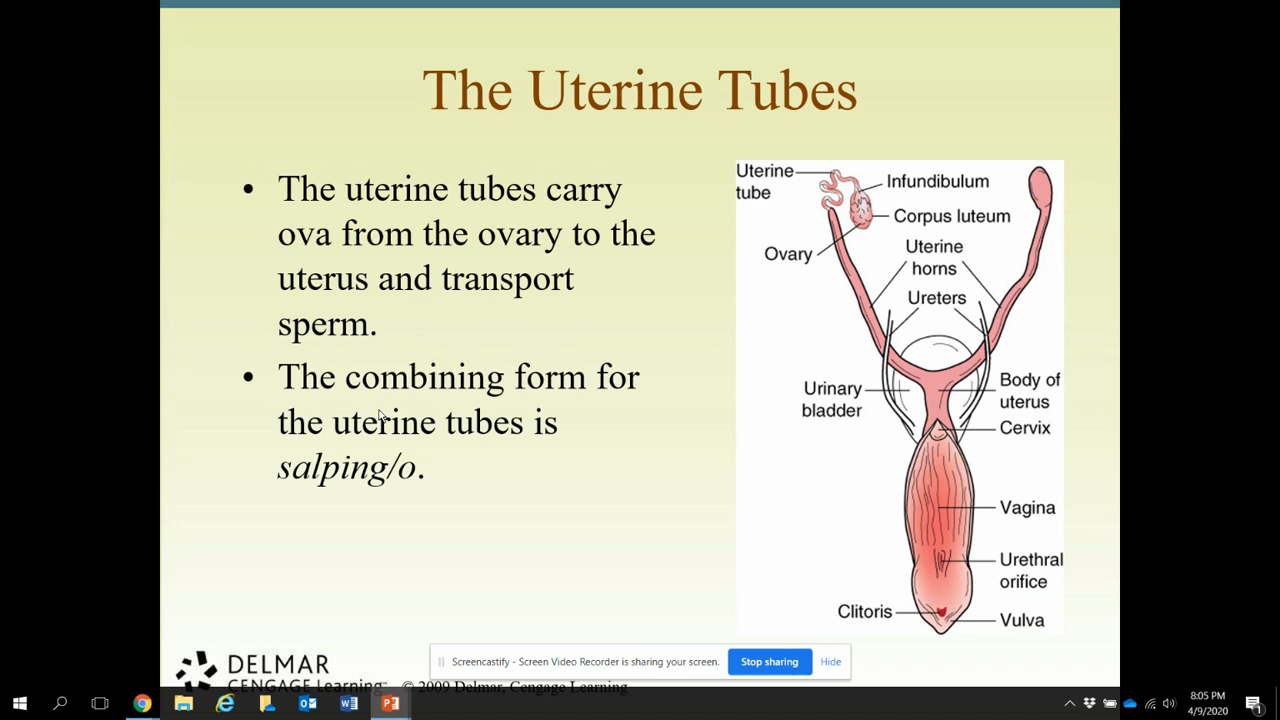 The Uterine Tubes
• The uterine tubes carry
ova from the ovary to the
uterus and transport
sperm.
• The combining form for
the uterine tubes is
salping/o.
Uterine
tube
Infundibulum
Corpus luteum
Ovary
Uterine
horns
Ureters
Urinary
bladder
Body of
uterus
Cervix
Vagina
Urethral
orifice
Clitoris
Vulva
DELMAR
CENGAGE Learning™
© 2009 Delmar, Cengage Learning
Screencastify - Screen Video Recorder is sharing your screen.
Stop sharing
Hide
8:05 PM
4/9/2020
1